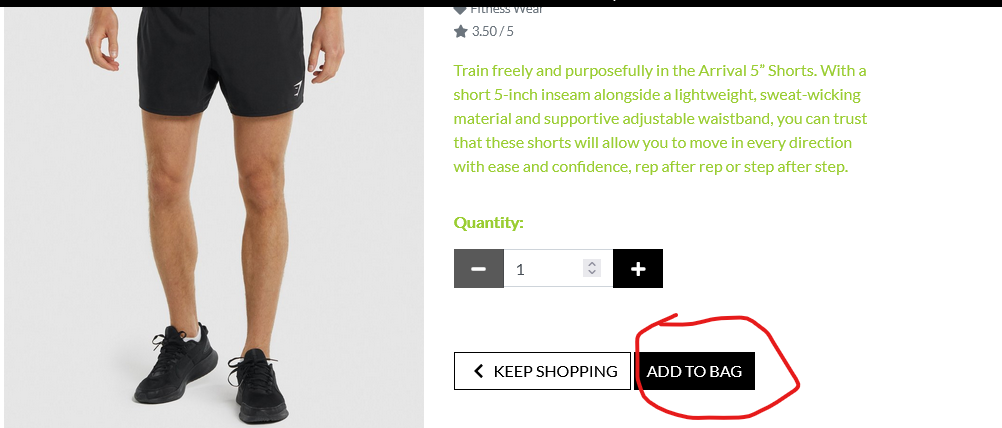 Fitness Wear
3.50 / 5
Train freely and purposefully in the Arrival 5” Shorts. With a
short 5-inch inseam alongside a lightweight, sweat-wicking
material and supportive adjustable waistband, you can trust
that these shorts will allow you to move in every direction
with ease and confidence, rep after rep or step after step.
Quantity:
1
KEEP SHOPPING ADD TO BAG